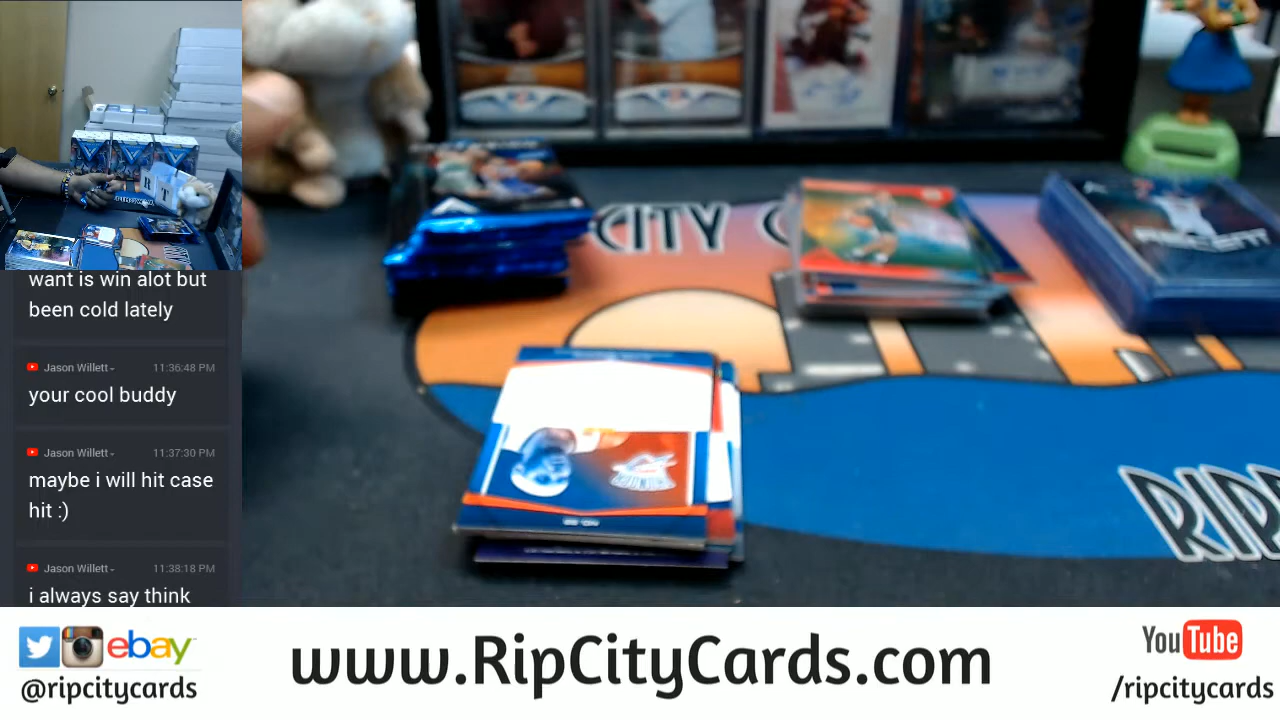 want is win alot but
been cold lately
Jason Willett- 11:36:48 PM
your cool buddy
Jason Willett- 11:37:30 PM
maybe i will hit case
hit :)
Jason Willett- 11:38:18 PM
i always say think
CITY C
RIP
ebay
@ripcitycards
www.RipCityCards.com
YouTube
/ripcitycards